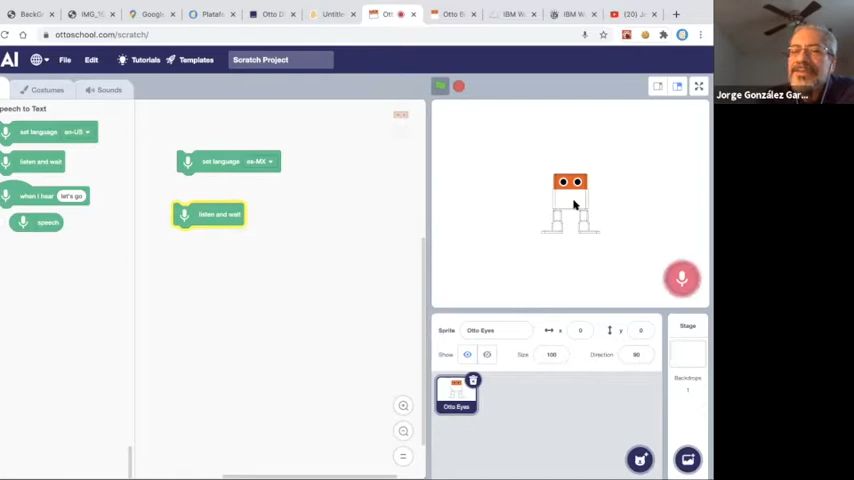 BackGr
IMG_'6
Google
Platafo
Otto D
Untitle
Ott
Otto E
IBM W
IBM W
(20) J
ottoschool.com/scratch/
AI
File
Edit
Tutorials
Templates
Scratch Project
Costumes
Sounds
peech to Text
set language en-US
listen and wait
when I hear let's go
speech
set language es-MX
listen and wait
Jorge González Gar...
Sprite
Otto Eyes
x
0
y
0
Show
Size
100
Direction
90
Otto Eyes
Stage
Backdrops
1